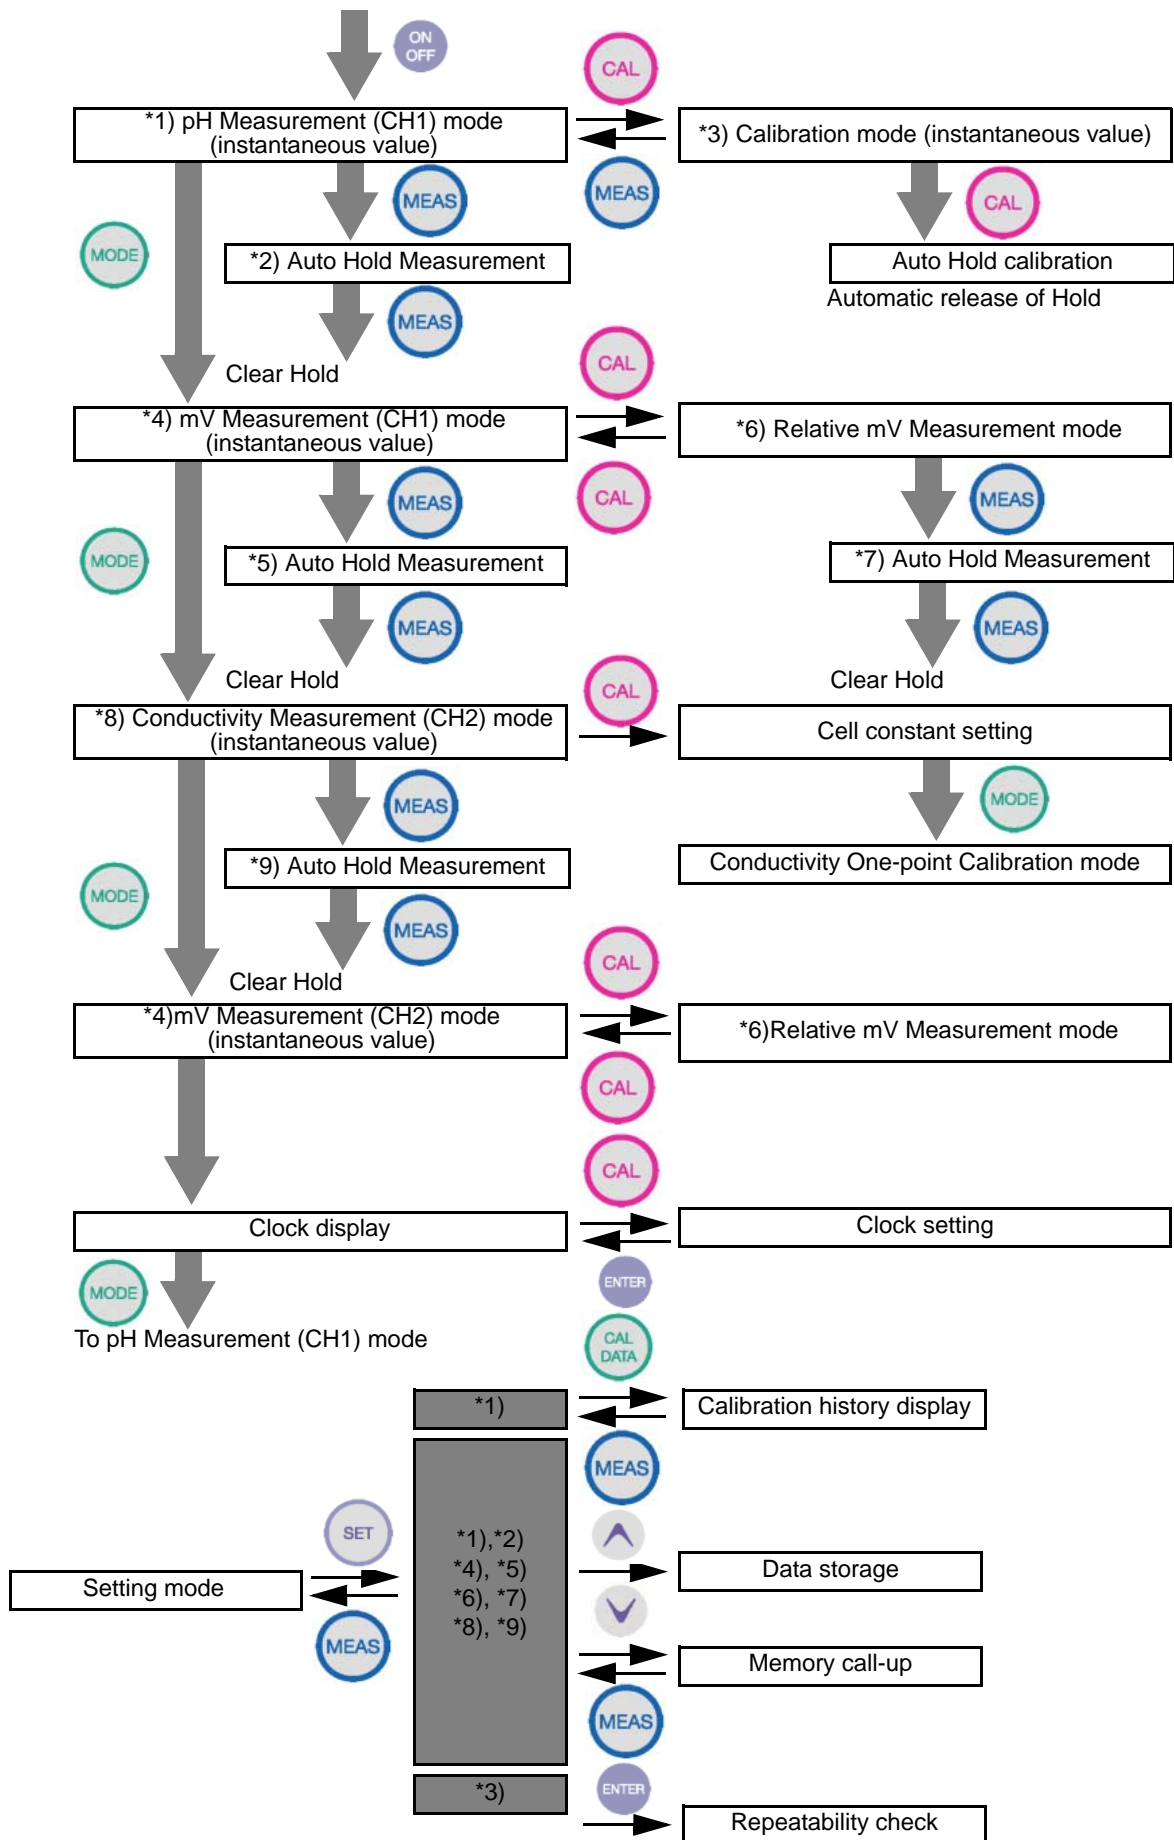 ON
OFF
CAL
*1) pH Measurement (CH1) mode
(instantaneous value)
*3) Calibration mode (instantaneous value)
MEAS
MEAS
CAL
MODE
*2) Auto Hold Measurement
Auto Hold calibration
Automatic release of Hold
MEAS
CAL
Clear Hold
*4) mV Measurement (CH1) mode
(instantaneous value)
*6) Relative mV Measurement mode
MEAS
CAL
MEAS
MODE
*5) Auto Hold Measurement
*7) Auto Hold Measurement
MEAS
MEAS
Clear Hold
CAL
Clear Hold
*8) Conductivity Measurement (CH2) mode
(instantaneous value)
Cell constant setting
MEAS
MODE
*9) Auto Hold Measurement
Conductivity One-point Calibration mode
MODE
MEAS
CAL
Clear Hold
*4)mV Measurement (CH2) mode
(instantaneous value)
*6)Relative mV Measurement mode
CAL
CAL
Clock display
Clock setting
MODE
ENTER
To pH Measurement (CH1) mode
CAL
DATA
*1)
Calibration history display
MEAS
SET
*1),*2)
*4), *5)
*6), *7)
*8), *9)
Data storage
Setting mode
MEAS
Memory call-up
MEAS
*3)
ENTER
Repeatability check